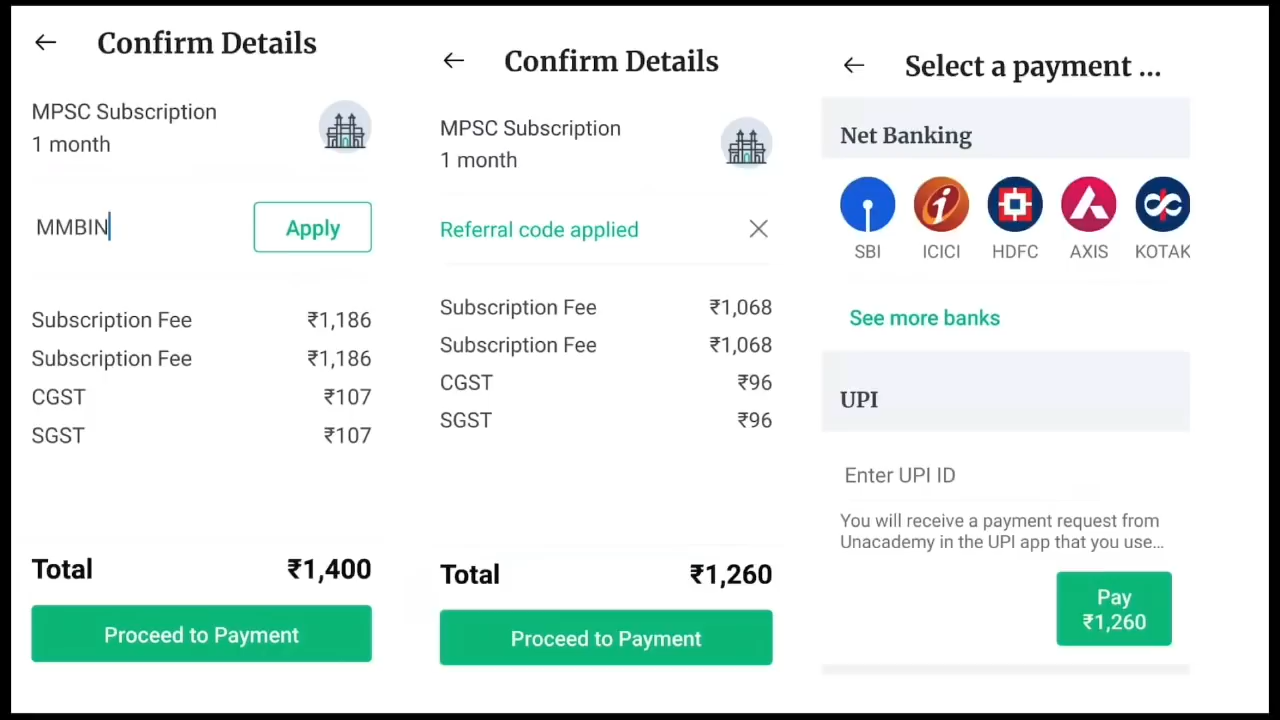 Confirm Details
MPSC Subscription
1 month
MMBIN
Apply
Subscription Fee ₹1,186
Subscription Fee ₹1,186
CGST ₹107
SGST ₹107
Total ₹1,400
Proceed to Payment
Confirm Details
MPSC Subscription
1 month
Referral code applied
Subscription Fee ₹1,068
Subscription Fee ₹1,068
CGST ₹96
SGST ₹96
Total ₹1,260
Proceed to Payment
Select a payment ...
Net Banking
SBI ICICI HDFC AXIS KOTAK
See more banks
UPI
Enter UPI ID
You will receive a payment request from
Unacademy in the UPI app that you use...
Pay
₹1,260